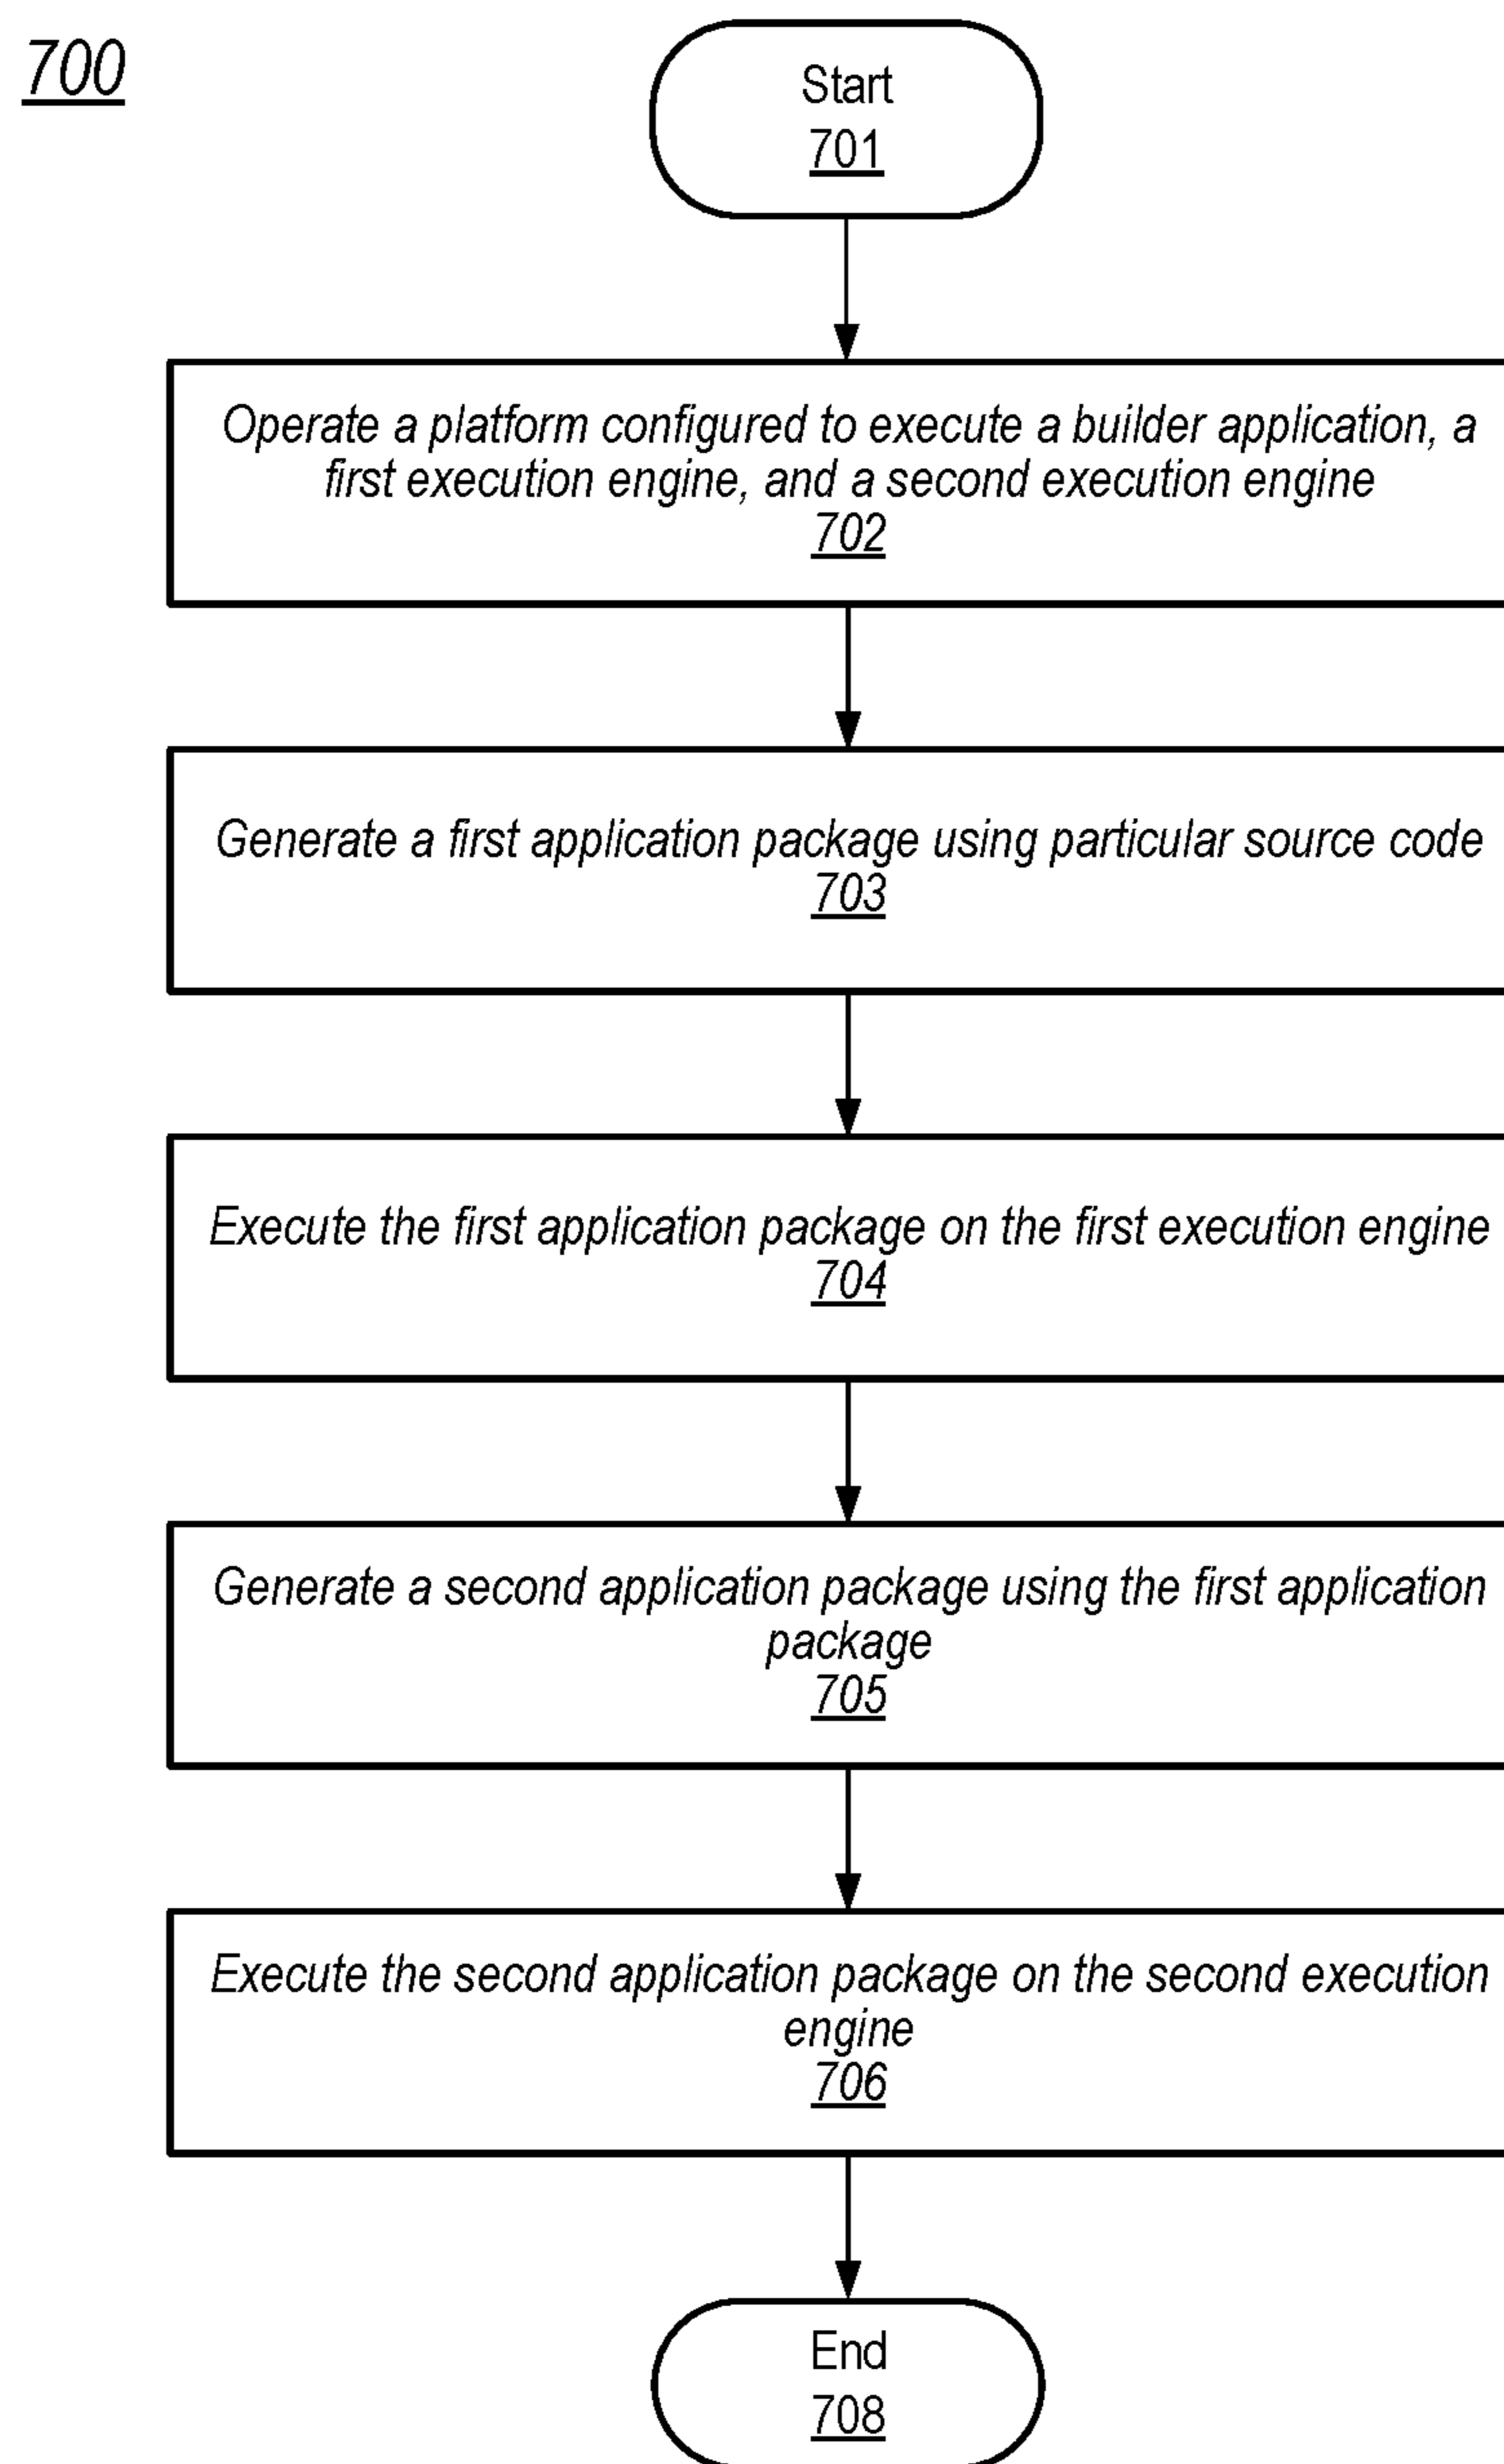 700
Start
701
Operate a platform configured to execute a builder application, a
first execution engine, and a second execution engine
702
Generate a first application package using particular source code
703
Execute the first application package on the first execution engine
704
Generate a second application package using the first application
package
705
Execute the second application package on the second execution
engine
706
End
708